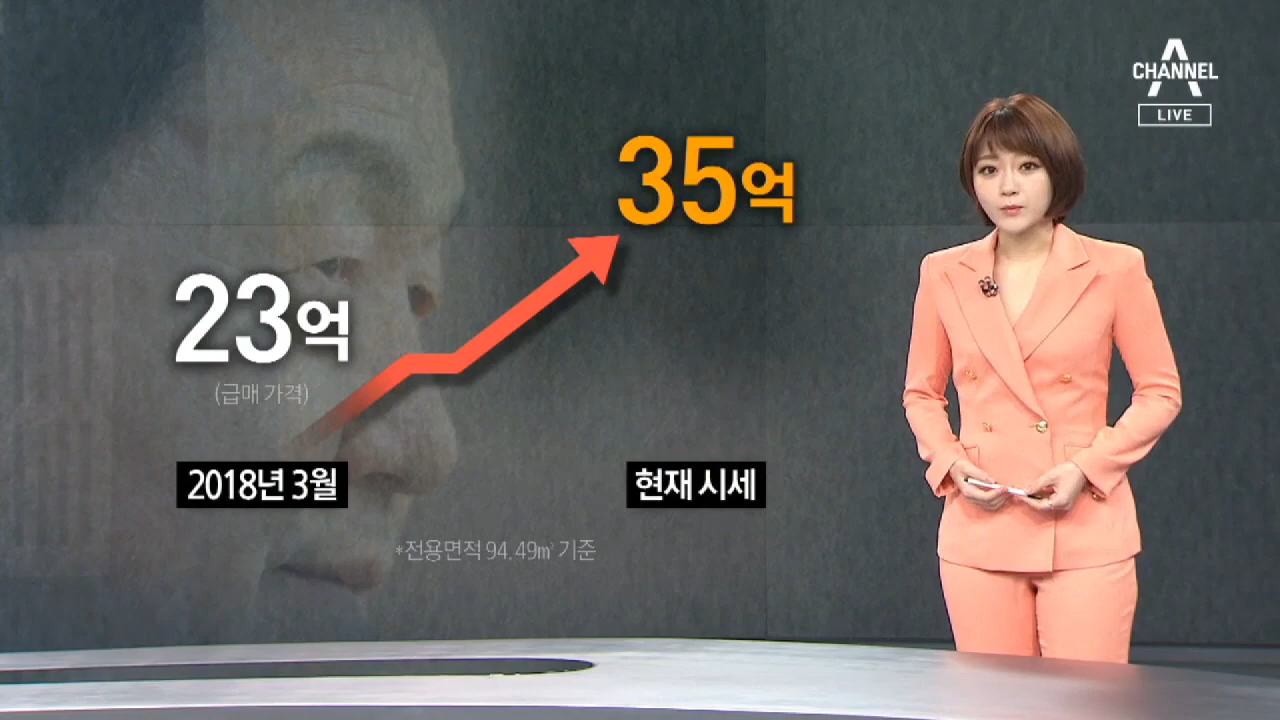 CHANNEL A
LIVE
35억
23억
(급매 가격)
2018년 3월
현재 시세
*전용면적 94.49㎡ 기준